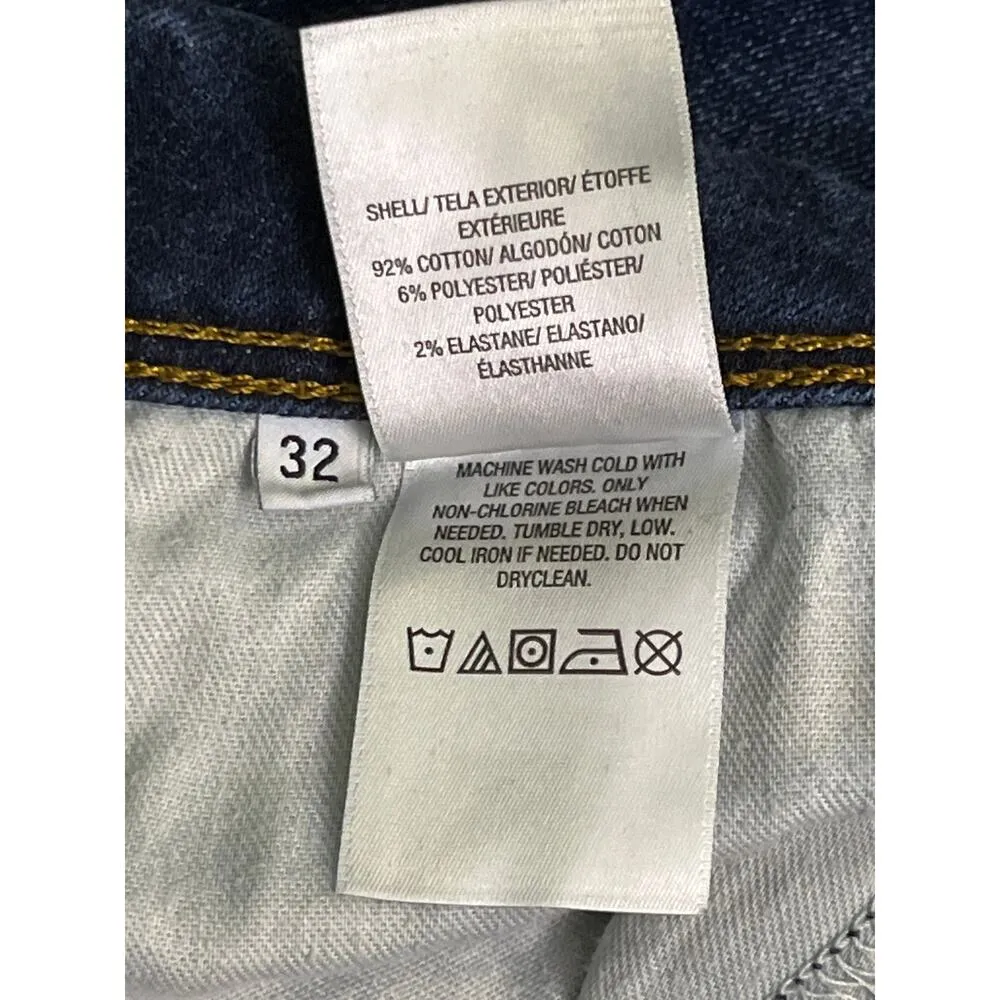 SHELL/ TELA EXTERIOR/ ÉTOFFE
EXTÉRIEURE
92% COTTON/ ALGODÓN/ COTON
6% POLYESTER/ POLIÉSTER/
POLYESTER
2% ELASTANE/ ELASTANO/
ÉLASTHANNE
32
MACHINE WASH COLD WITH
LIKE COLORS. ONLY
NON-CHLORINE BLEACH WHEN
NEEDED. TUMBLE DRY, LOW.
COOL IRON IF NEEDED. DO NOT
DRYCLEAN.